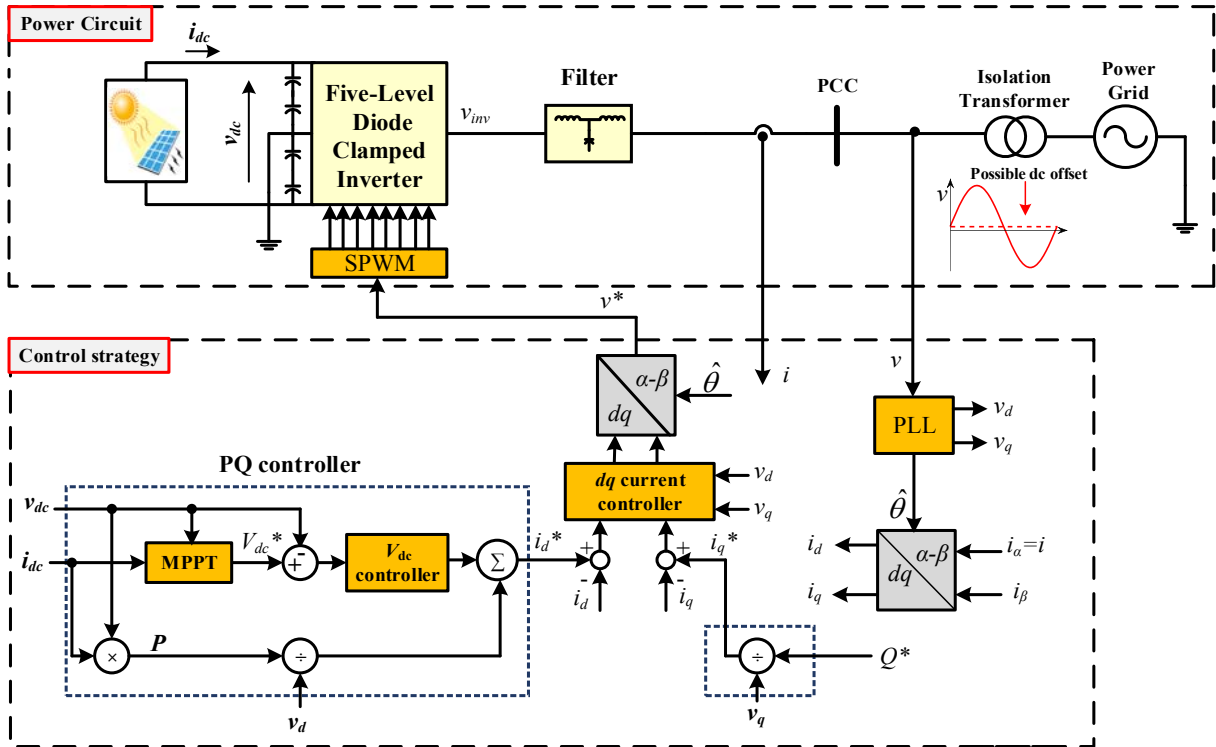 Power Circuit
i_dc
v_dc
Five-Level
Diode
Clamped
Inverter
v_inv
Filter
PCC
Isolation
Transformer
Power
Grid
Possible dc offset
v
SPWM
v*
Control strategy
α-β
dq
θ̂
i
v
PLL
v_d
v_q
PQ controller
dq current
controller
v_d
v_q
θ̂
v_dc
i_dc
MPPT
V_dc*
+
-
V_dc
controller
Σ
i_d*
+
-
i_d
+
-
i_q
i_q*
i_d
i_q
α-β
dq
i_α=i
i_β
×
P
÷
v_d
÷
Q*
v_q